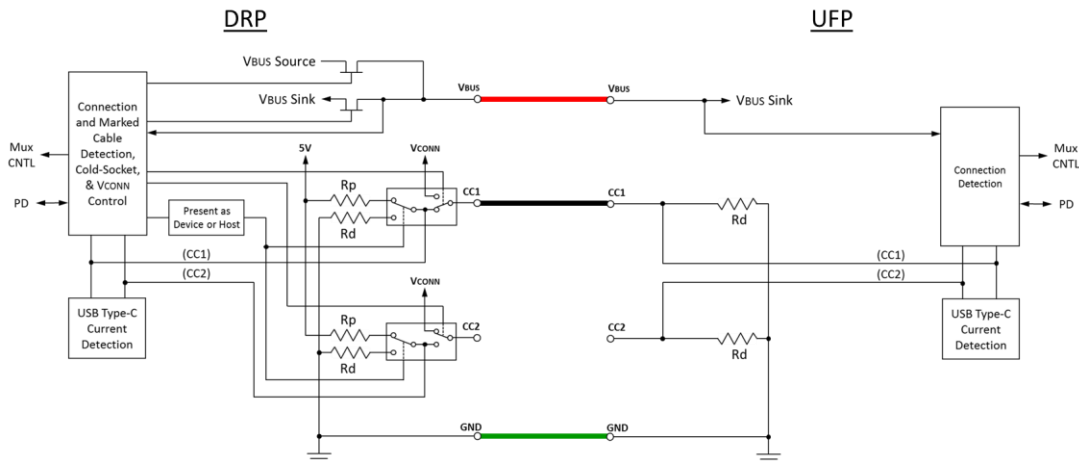 DRP
UFP
VBUS Source
VBUS Sink
VBUS
VBUS
VBUS Sink
Connection
and Marked
Cable
Detection,
Cold-Socket,
& VCONN
Control
Mux
CNTL
PD
Present as
Device or Host
5V
VCONN
Rp
Rd
CC1
CC1
Rd
Connection
Detection
Mux
CNTL
PD
(CC1)
(CC2)
(CC1)
(CC2)
USB Type-C
Current
Detection
VCONN
Rp
Rd
CC2
CC2
Rd
USB Type-C
Current
Detection
GND
GND